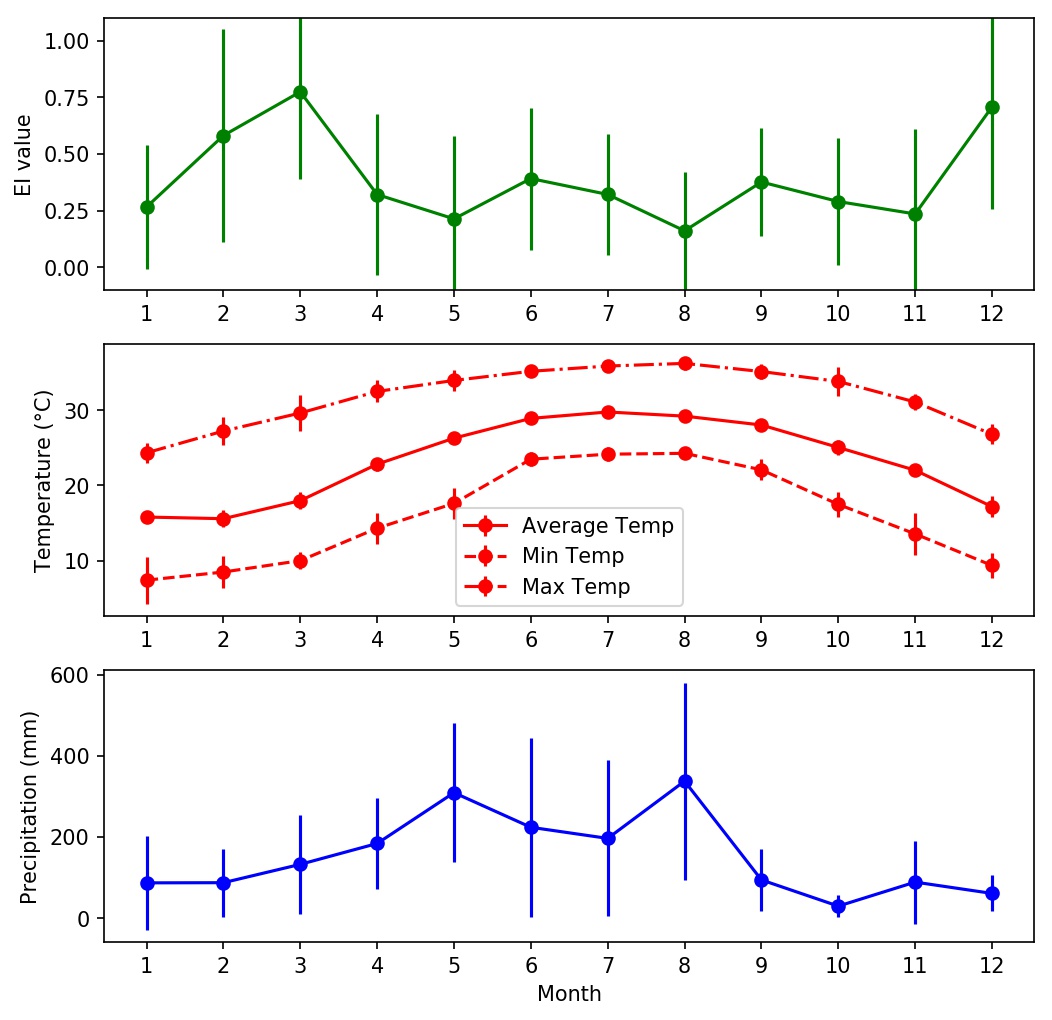 1.00
0.75
0.50
0.25
0.00
EI value
1 2 3 4 5 6 7 8 9 10 11 12
30
20
10
Temperature (°C)
Average Temp
Min Temp
Max Temp
1 2 3 4 5 6 7 8 9 10 11 12
600
400
200
0
Precipitation (mm)
1 2 3 4 5 6 7 8 9 10 11 12
Month